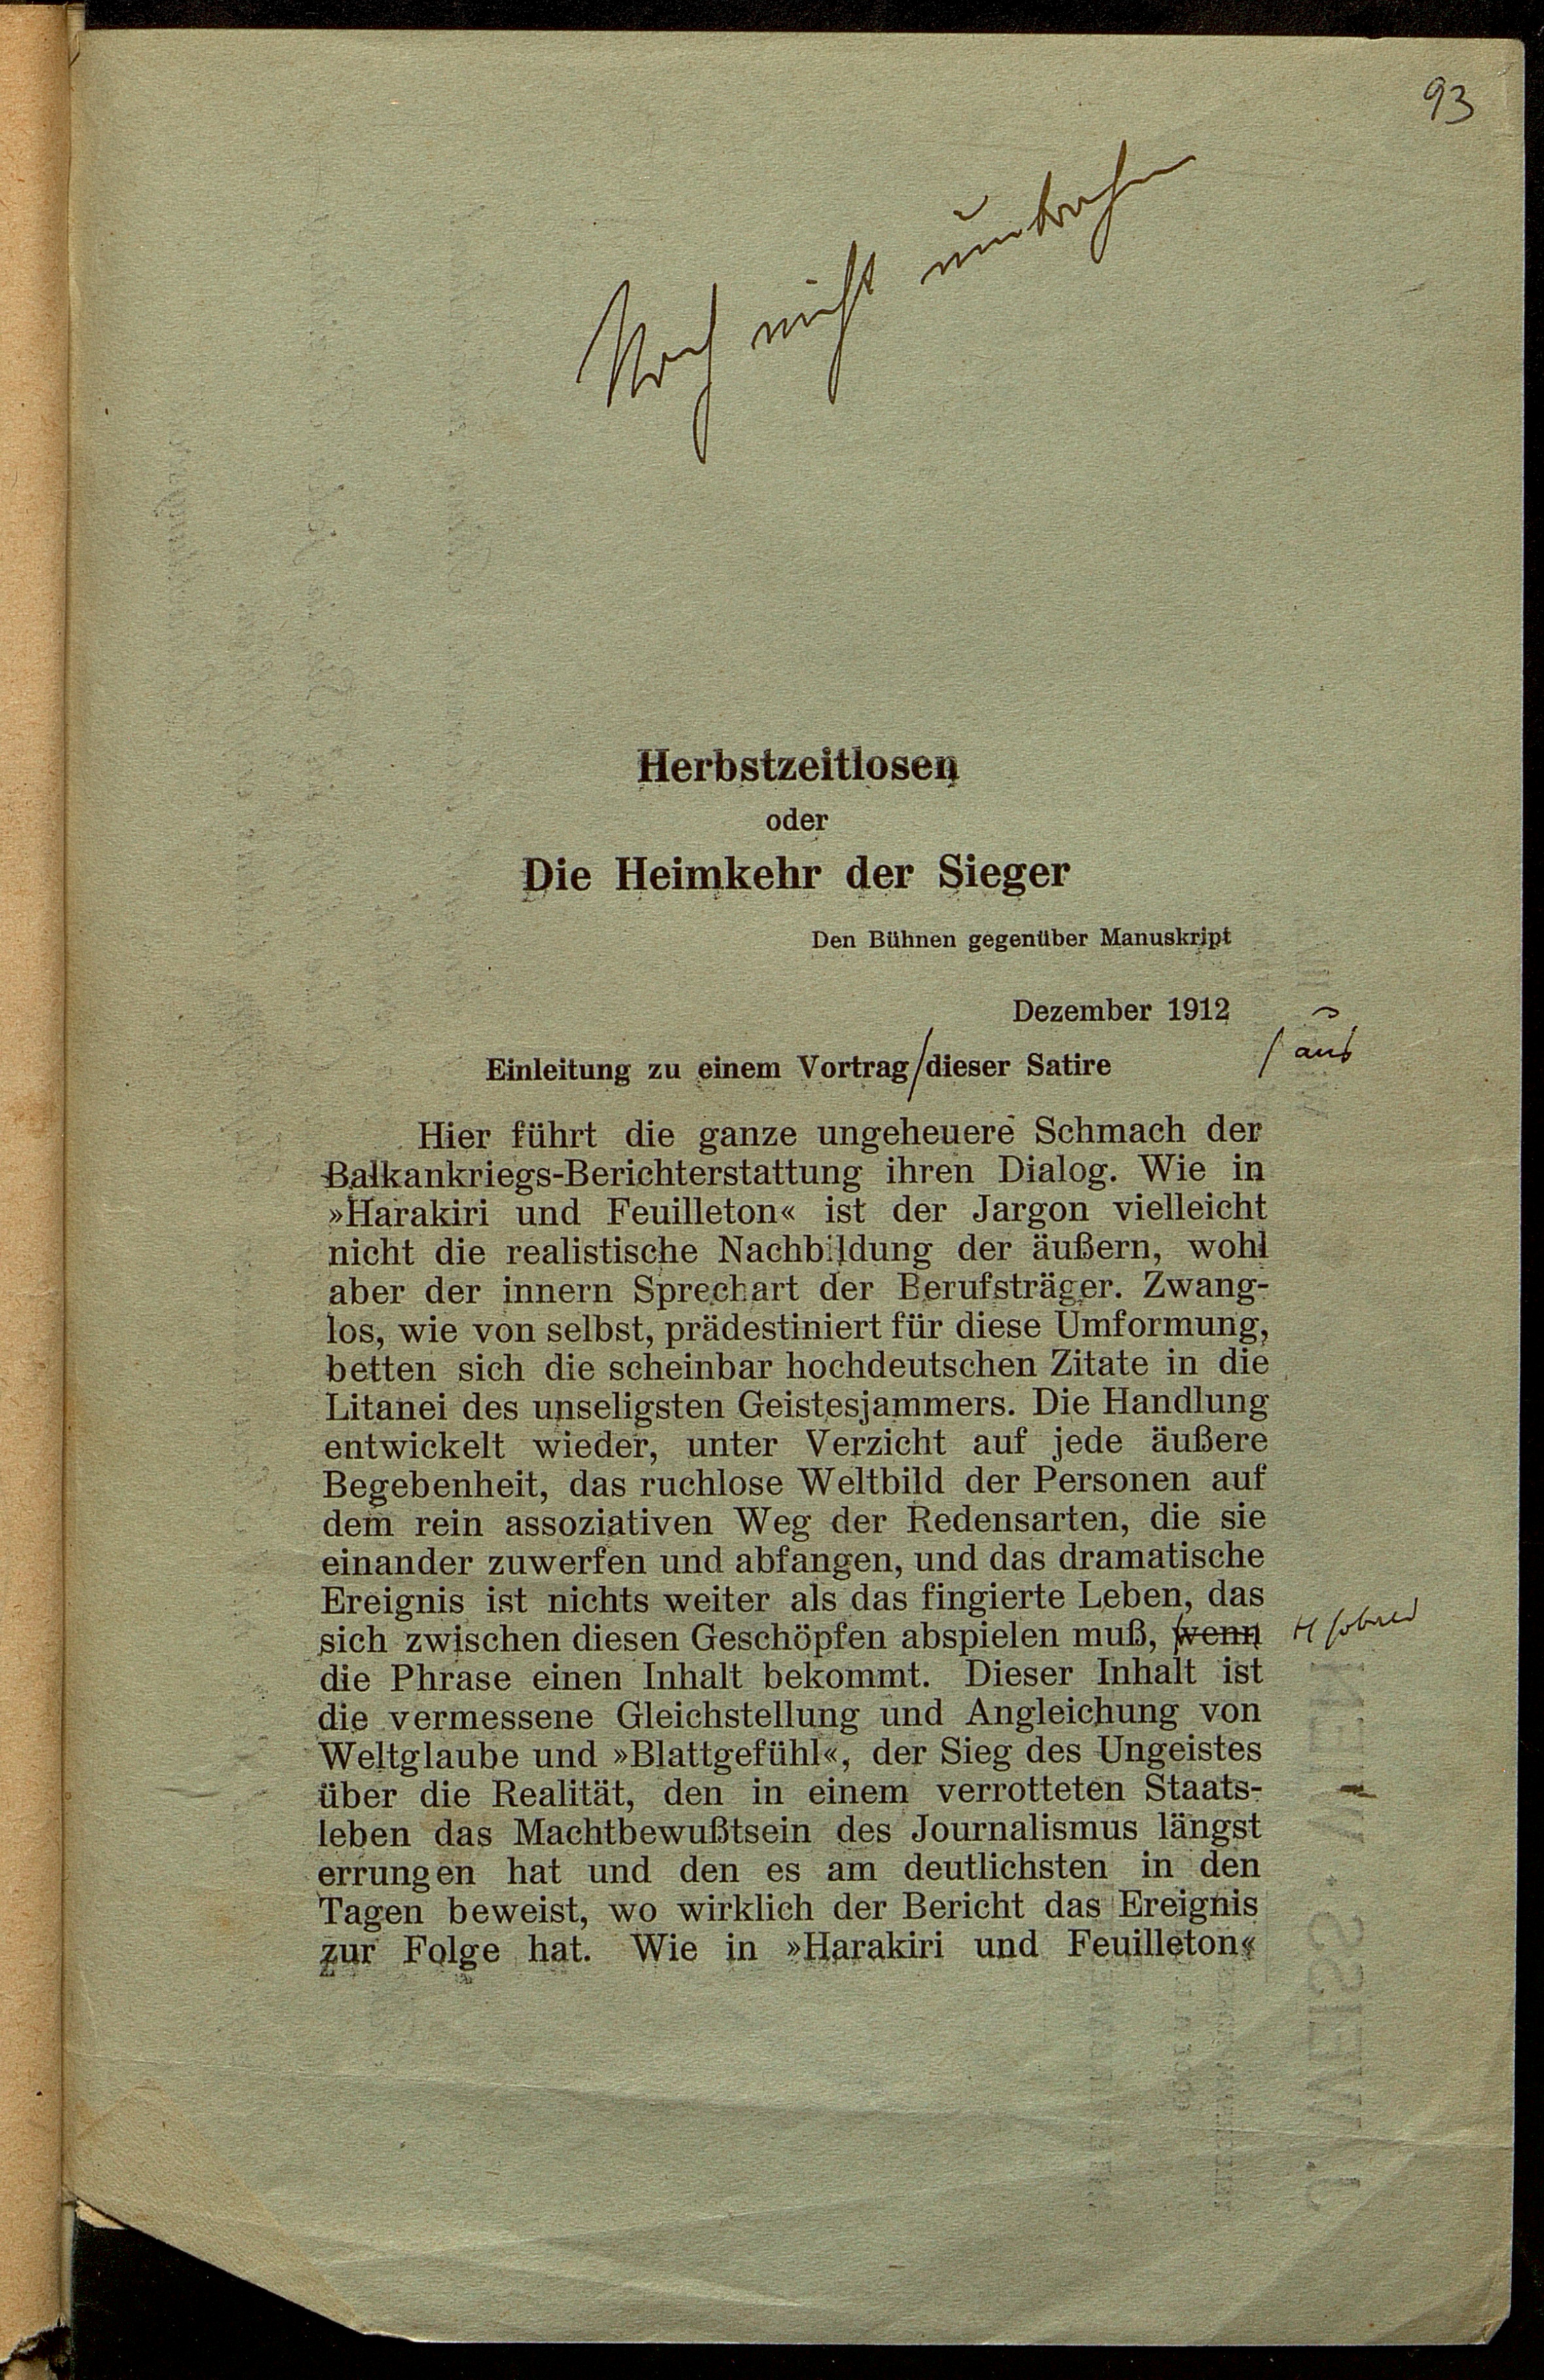 93
Noch nicht umbrechen
Herbstzeitlosen
oder
Die Heimkehr der Sieger
Den Bühnen gegenüber Manuskript
Dezember 1912
Einleitung zu einem Vortrag/dieser Satire / aus
Hier führt die ganze ungeheuere Schmach der
Balkankriegs-Berichterstattung ihren Dialog. Wie in
»Harakiri und Feuilleton« ist der Jargon vielleicht
nicht die realistische Nachbildung der äußern, wohl
aber der innern Sprechart der Berufsträger. Zwang-
los, wie von selbst, prädestiniert für diese Umformung,
betten sich die scheinbar hochdeutschen Zitate in die
Litanei des unseligsten Geistesjammers. Die Handlung
entwickelt wieder, unter Verzicht auf jede äußere
Begebenheit, das ruchlose Weltbild der Personen auf
dem rein assoziativen Weg der Redensarten, die sie
einander zuwerfen und abfangen, und das dramatische
Ereignis ist nichts weiter als das fingierte Leben, das
sich zwischen diesen Geschöpfen abspielen muß, wenn sobald
die Phrase einen Inhalt bekommt. Dieser Inhalt ist
die vermessene Gleichstellung und Angleichung von
Weltglaube und »Blattgefühl«, der Sieg des Ungeistes
über die Realität, den in einem verrotteten Staats-
leben das Machtbewußtsein des Journalismus längst
errungen hat und den es am deutlichsten in den
Tagen beweist, wo wirklich der Bericht das Ereignis
zur Folge hat. Wie in »Harakiri und Feuilleton«